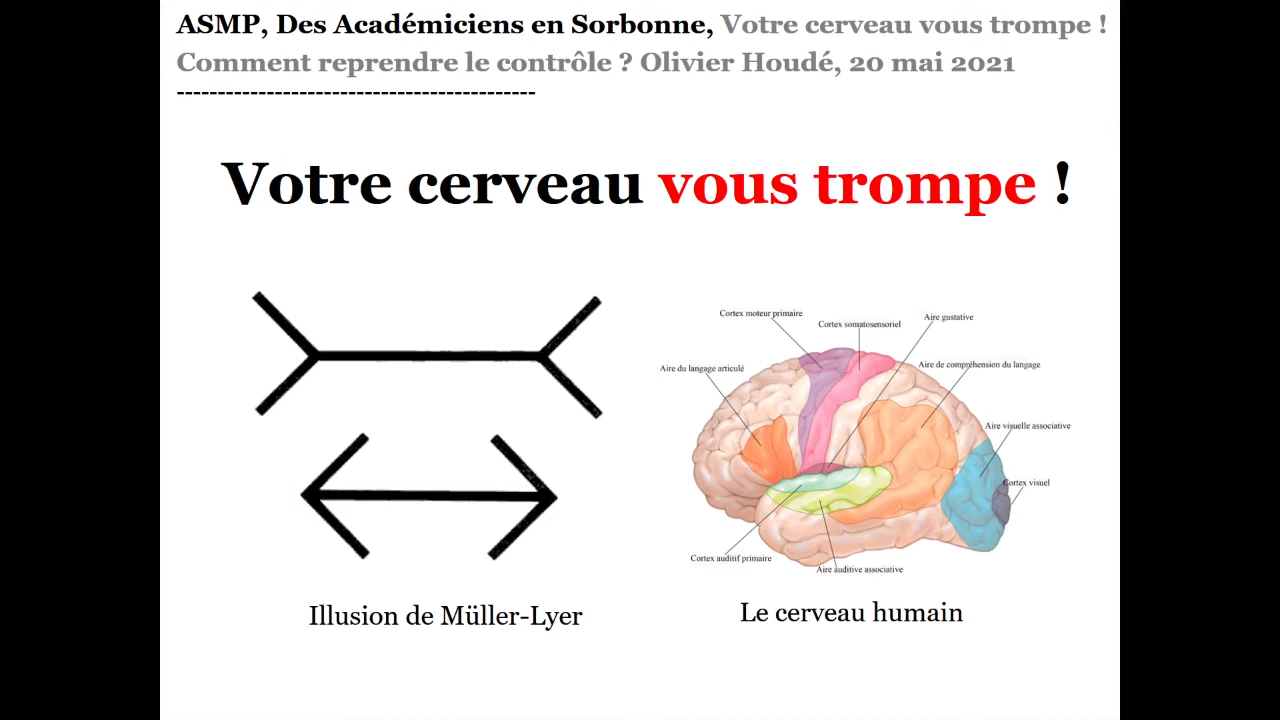 ASMP, Des Académiciens en Sorbonne, Votre cerveau vous trompe !
Comment reprendre le contrôle ? Olivier Houdé, 20 mai 2021
--------------------------------------------
Votre cerveau vous trompe !
Cortex moteur primaire
Cortex somatosensoriel
Aire gustative
Aire du langage articulé
Aire de compréhension du langage
Aire visuelle associative
Cortex visuel
Cortex auditif primaire
Aire auditive associative
Illusion de Müller-Lyer
Le cerveau humain